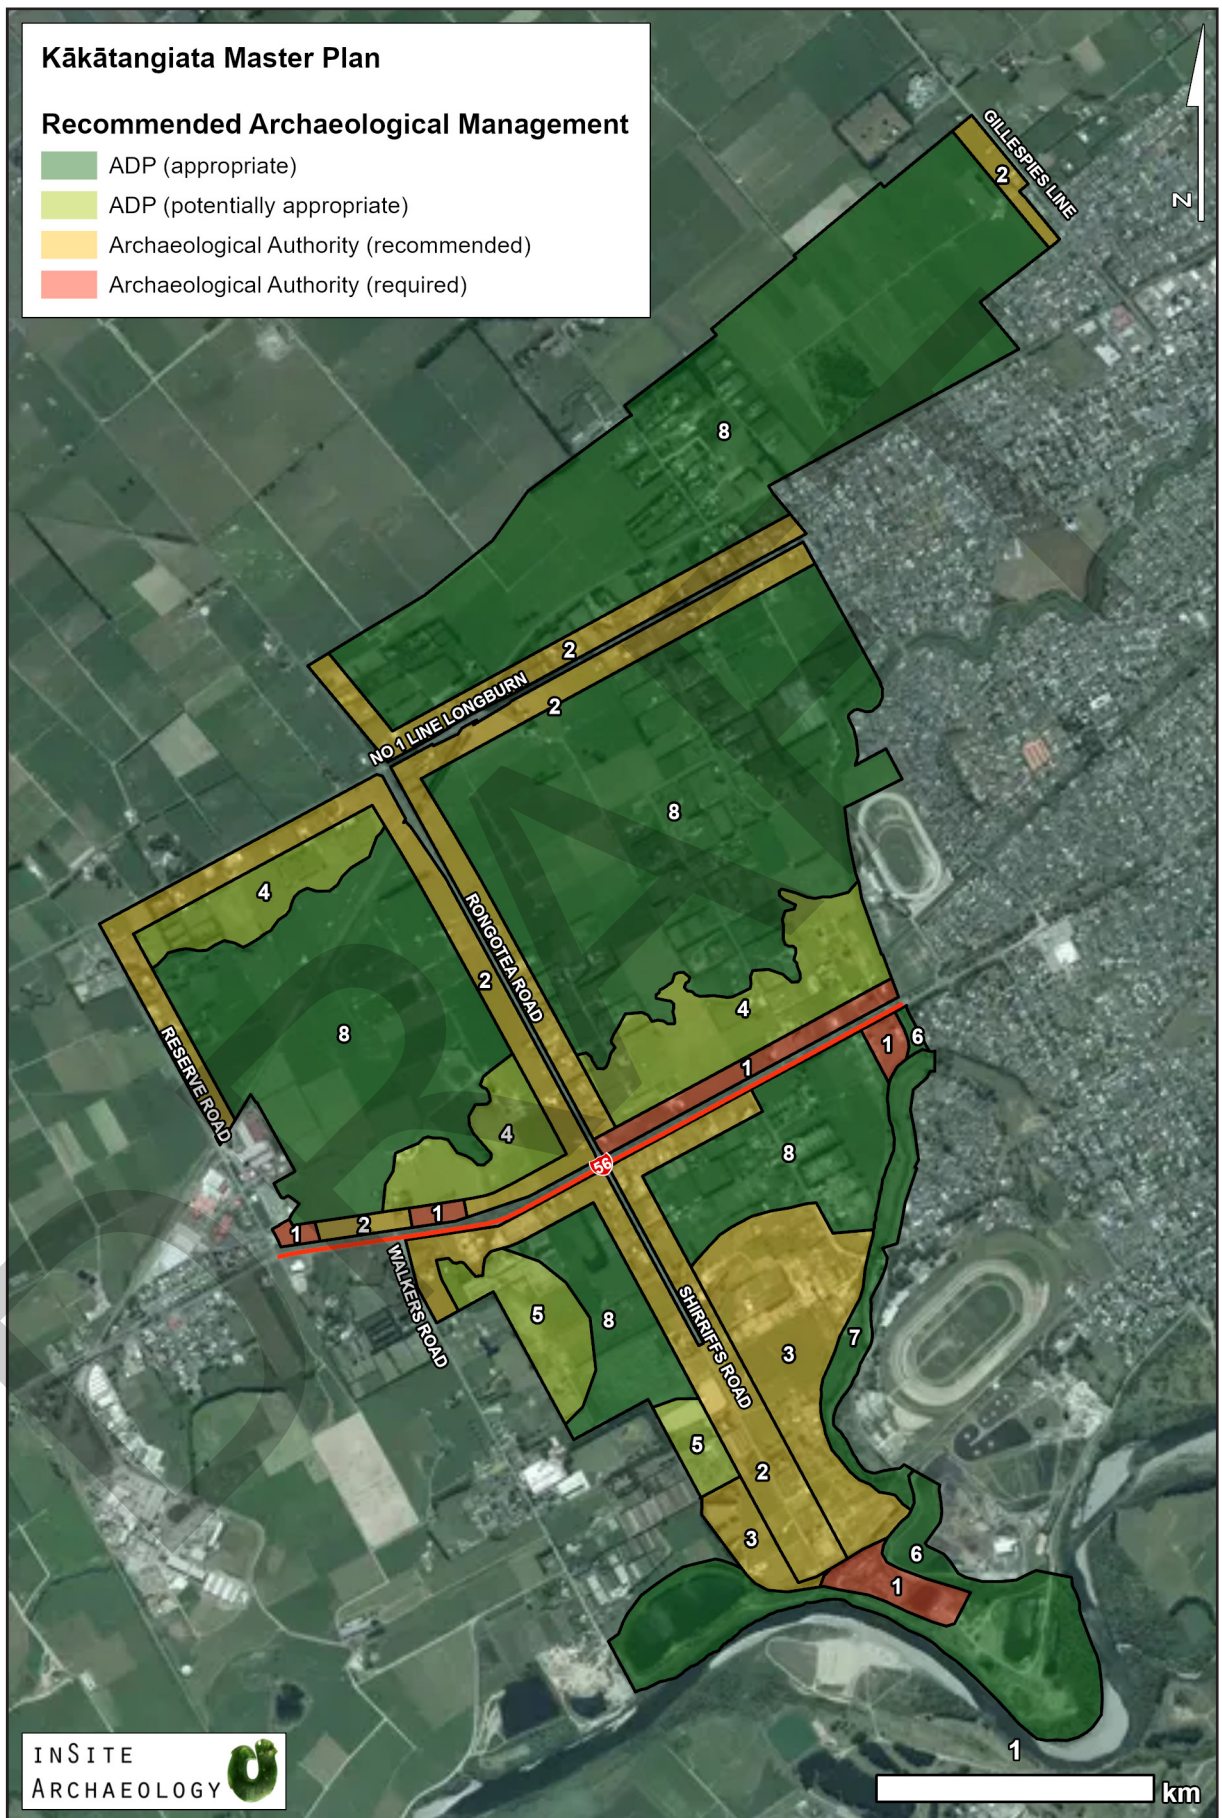 Kākātangiata Master Plan
Recommended Archaeological Management
ADP (appropriate)
ADP (potentially appropriate)
Archaeological Authority (recommended)
Archaeological Authority (required)
N
GILLESPIES LINE
2
8
2
NO 1 LINE LONGBURN
2
8
4
RONGOTEA ROAD
2
4
8
RESERVE ROAD
1
6
1
4
8
56
1
2
1
WALKERS ROAD
5
8
SHIRRIFFS ROAD
7
3
5
2
3
6
1
DRAFT
inSite
Archaeology
1
km